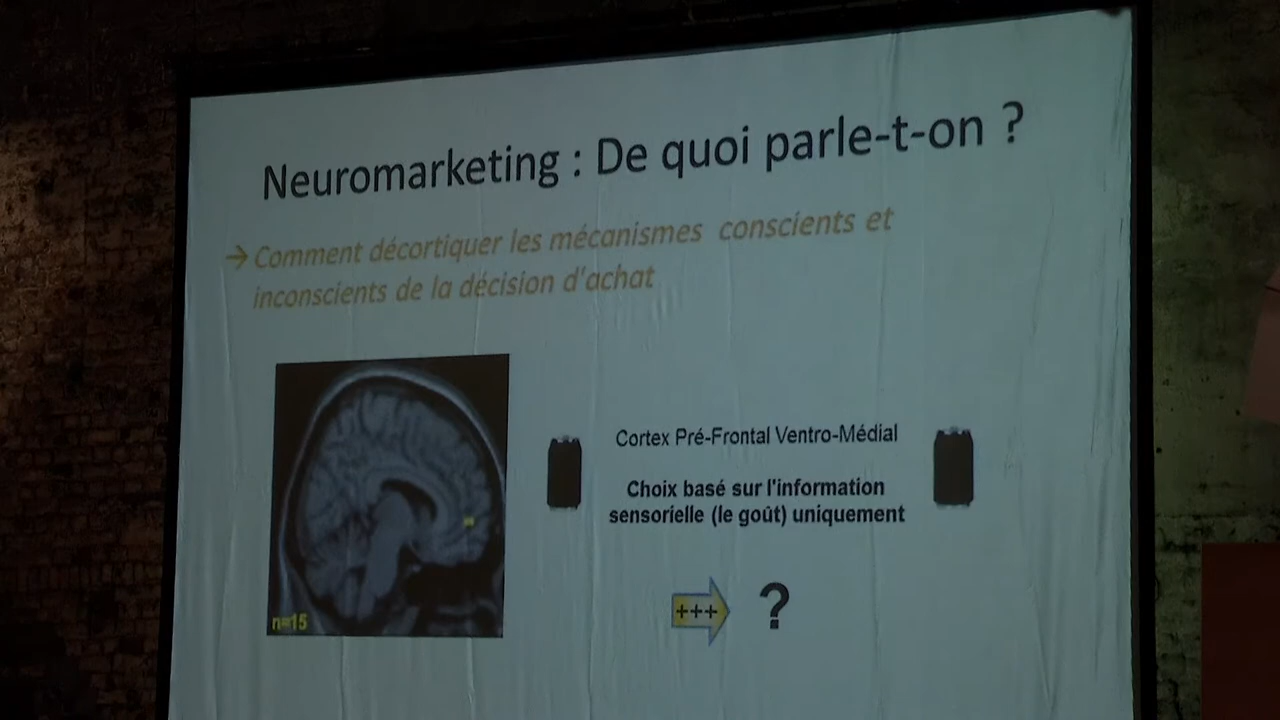 Neuromarketing : De quoi parle-t-on ?
→ Comment décortiquer les mécanismes conscients et
inconscients de la décision d'achat
Cortex Pré-Frontal Ventro-Médial
Choix basé sur l'information
sensorielle (le goût) uniquement
+++ ?
n=15